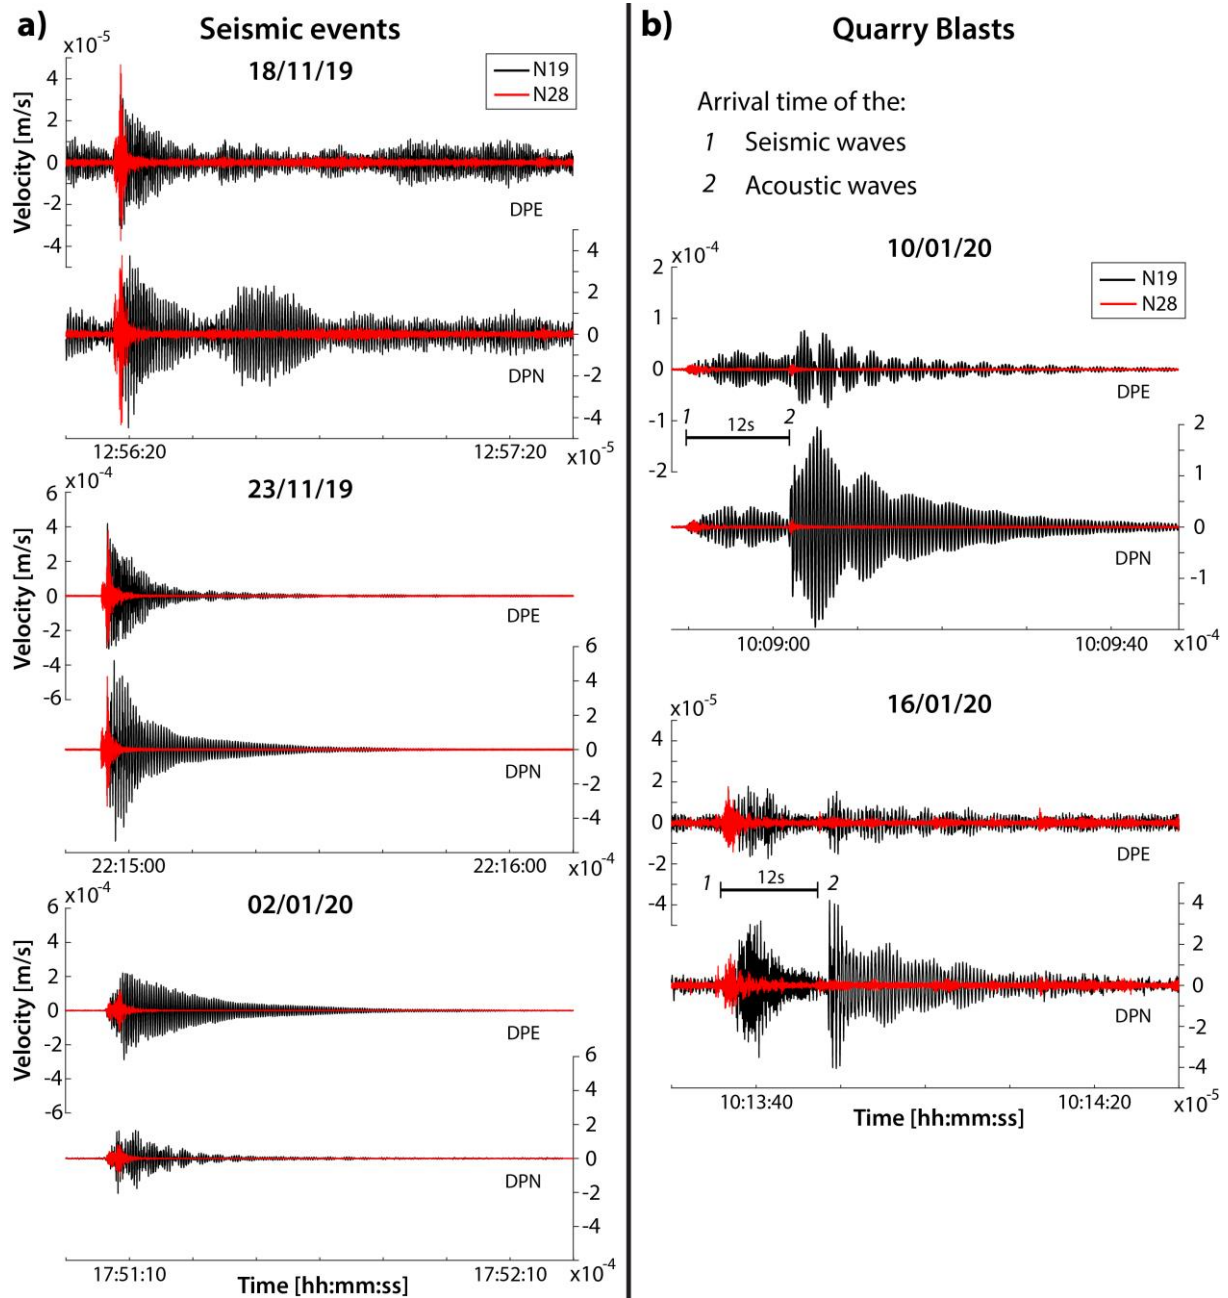 a)
Seismic events
x10-5
18/11/19
N19
N28
4
2
0
-2
-4
Velocity [m/s]
DPE
4
2
0
-2
-4
DPN
12:56:20
12:57:20
x10-5
x10-4
23/11/19
6
4
2
0
-2
-4
-6
Velocity [m/s]
DPE
6
4
2
0
-2
-4
DPN
22:15:00
22:16:00
x10-4
x10-4
02/01/20
6
4
2
0
-2
-4
-6
Velocity [m/s]
DPE
6
4
2
0
-2
-4
DPN
17:51:10
17:52:10
x10-4
Time [hh:mm:ss]
b)
Quarry Blasts
Arrival time of the:
1 Seismic waves
2 Acoustic waves
x10-4
10/01/20
N19
N28
2
1
0
-1
-2
DPE
1
12s
2
2
1
0
-1
DPN
10:09:00
10:09:40
x10-4
x10-5
16/01/20
4
2
0
-2
-4
DPE
1
12s
2
4
2
0
-2
-4
DPN
10:13:40
10:14:20
x10-5
Time [hh:mm:ss]